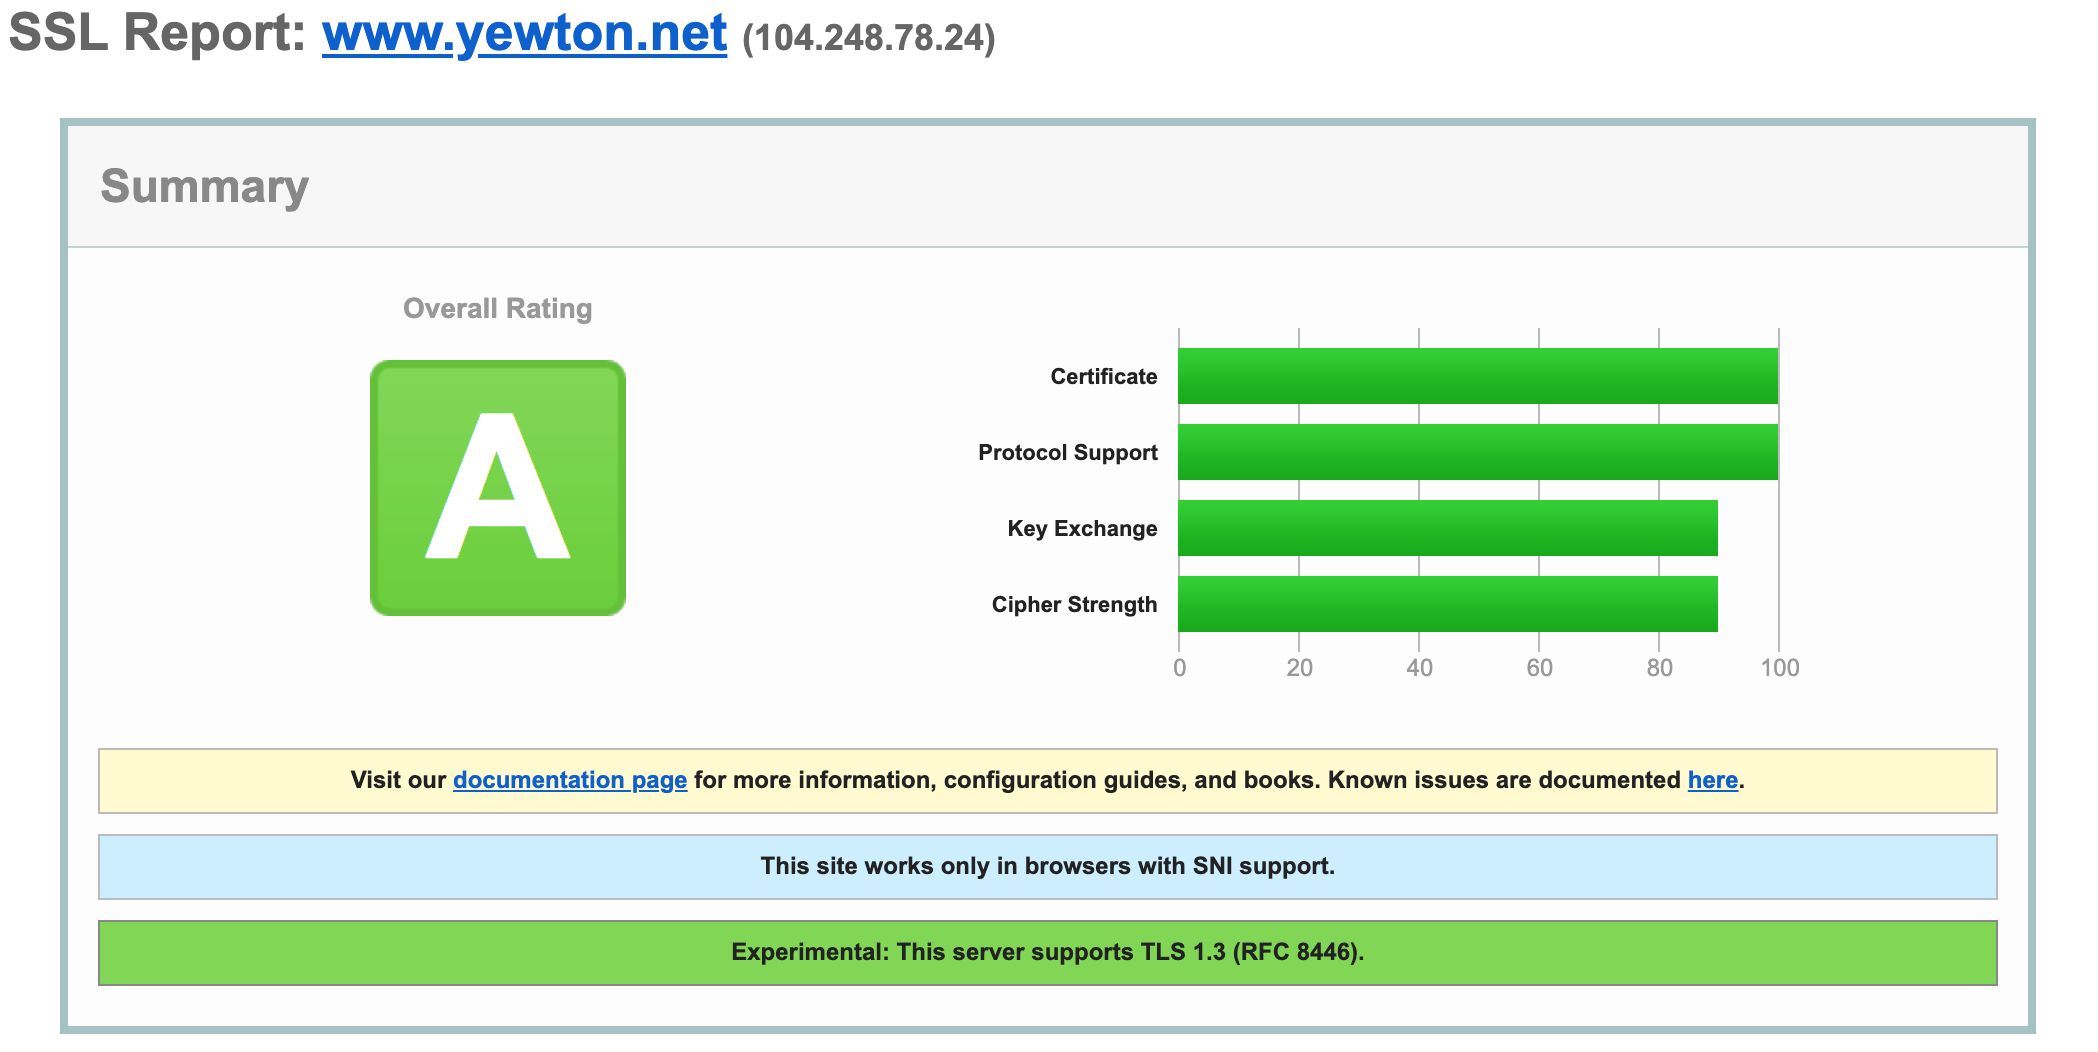 SSL Report: www.yewton.net (104.248.78.24)
Summary
Overall Rating
A
Certificate
Protocol Support
Key Exchange
Cipher Strength
0 20 40 60 80 100
Visit our documentation page for more information, configuration guides, and books. Known issues are documented here.
This site works only in browsers with SNI support.
Experimental: This server supports TLS 1.3 (RFC 8446).